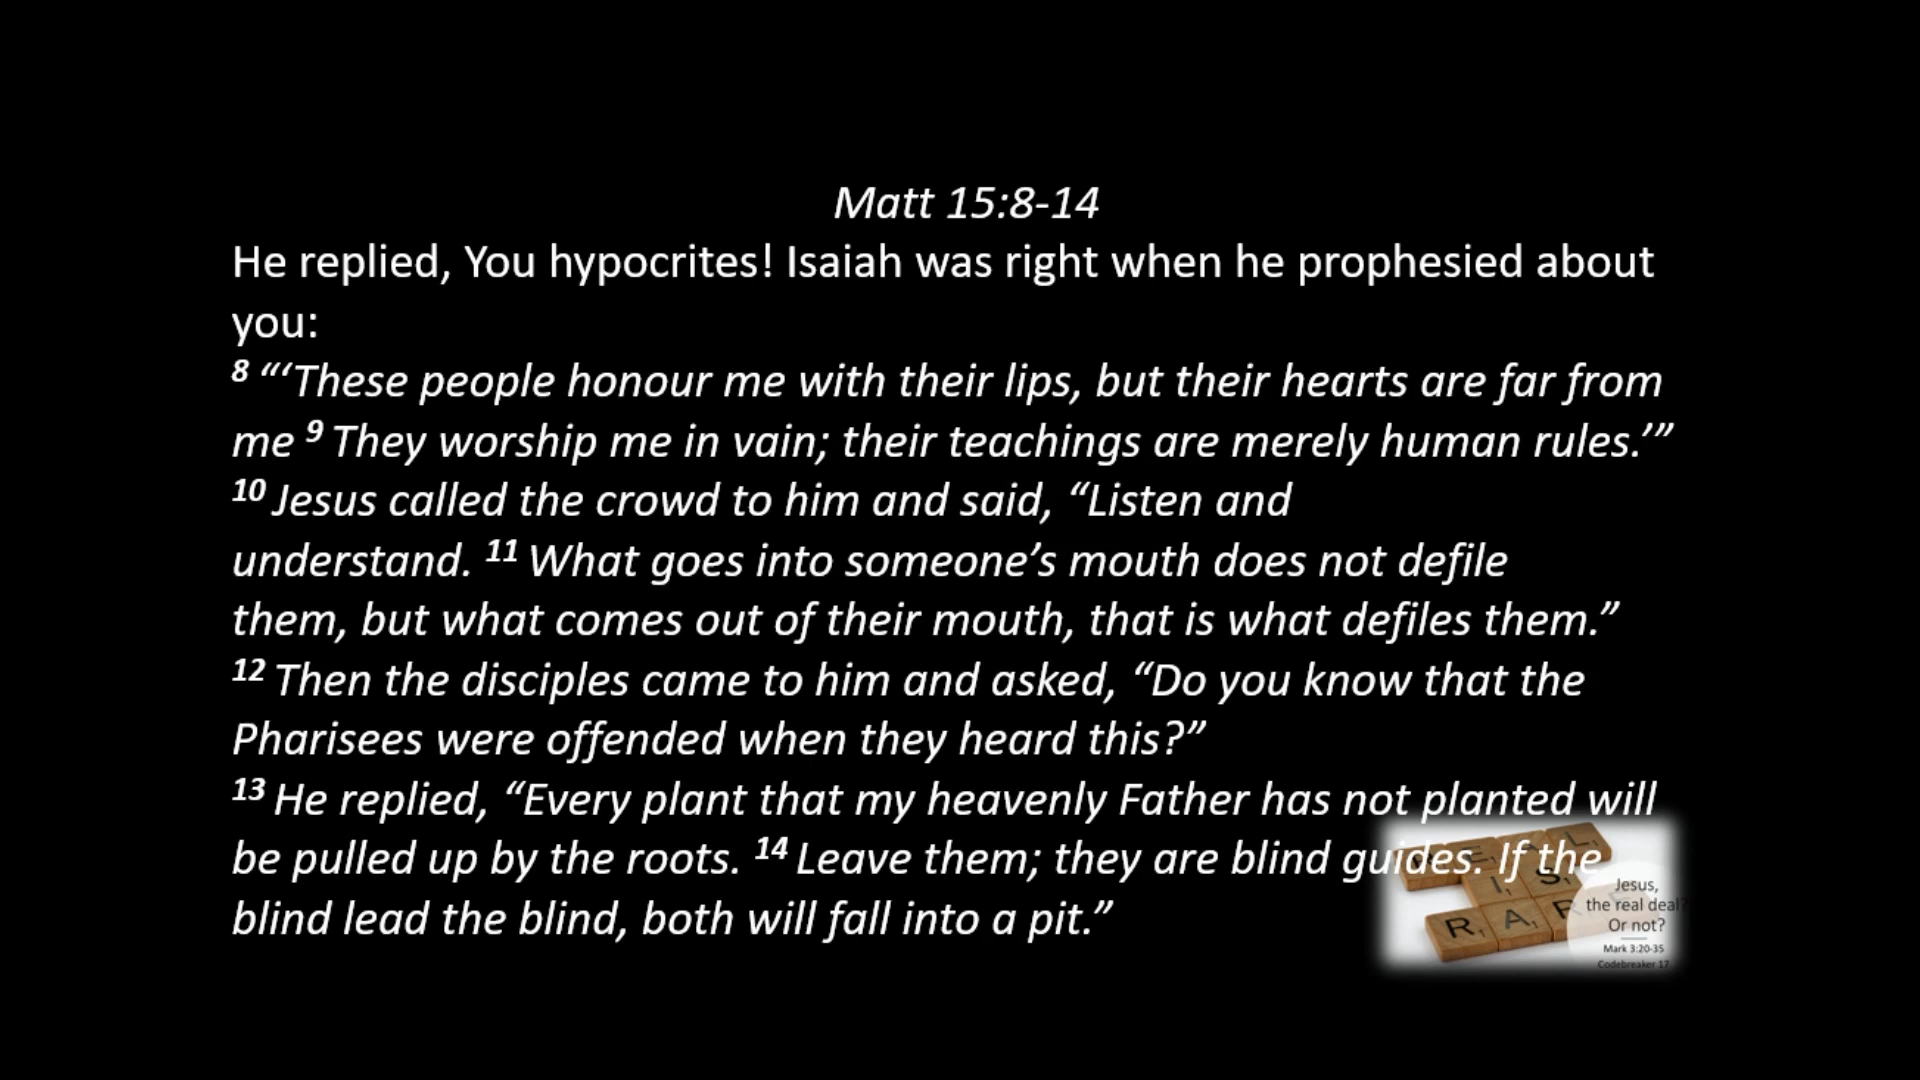 Matt 15:8-14
He replied, You hypocrites! Isaiah was right when he prophesied about
you:
8 “‘These people honour me with their lips, but their hearts are far from
me 9 They worship me in vain; their teachings are merely human rules.’”
10 Jesus called the crowd to him and said, “Listen and
understand. 11 What goes into someone’s mouth does not defile
them, but what comes out of their mouth, that is what defiles them.”
12 Then the disciples came to him and asked, “Do you know that the
Pharisees were offended when they heard this?”
13 He replied, “Every plant that my heavenly Father has not planted will
be pulled up by the roots. 14 Leave them; they are blind guides. If the
blind lead the blind, both will fall into a pit.”
IS
RAR
Jesus,
the real deal?
Or not?
Mark 3:20-35
Codebreaker 17